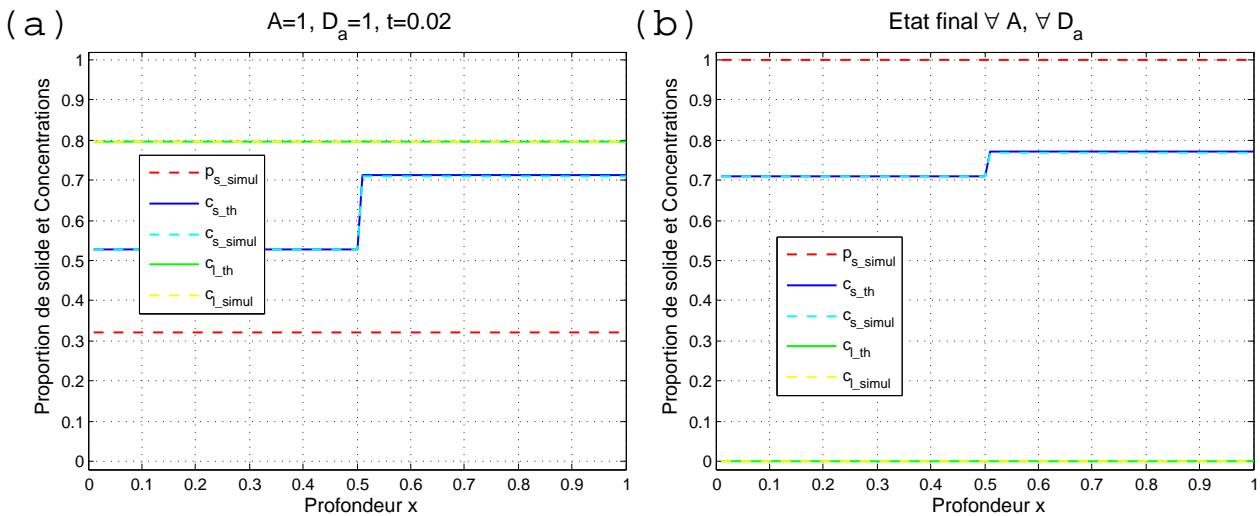 (a)
A=1, D_a=1, t=0.02
Proportion de solide et Concentrations
1
0.9
0.8
0.7
0.6
0.5
0.4
0.3
0.2
0.1
0
p_s_simul
c_s_th
c_s_simul
c_l_th
c_l_simul
0 0.1 0.2 0.3 0.4 0.5 0.6 0.7 0.8 0.9 1
Profondeur x
(b)
Etat final ∀ A, ∀ D_a
Proportion de solide et Concentrations
1
0.9
0.8
0.7
0.6
0.5
0.4
0.3
0.2
0.1
0
p_s_simul
c_s_th
c_s_simul
c_l_th
c_l_simul
0 0.1 0.2 0.3 0.4 0.5 0.6 0.7 0.8 0.9 1
Profondeur x